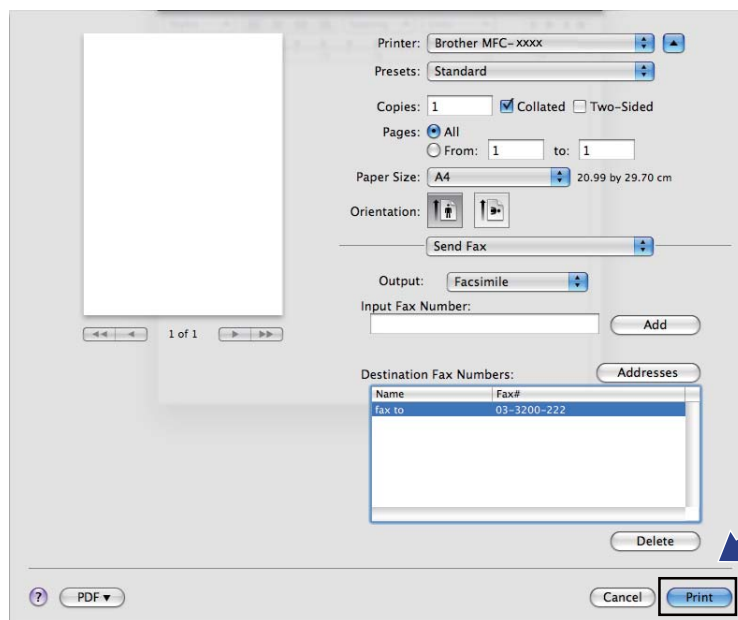 Printer: Brother MFC- xxxx
Presets: Standard
Copies: 1 Collated Two-Sided
Pages: All
From: 1 to: 1
Paper Size: A4 20.99 by 29.70 cm
Orientation:
Send Fax
Output: Facsimile
Input Fax Number:
Add
1 of 1
Destination Fax Numbers: Addresses
Name Fax#
fax to 03-3200-222
Delete
? PDF▼ Cancel Print